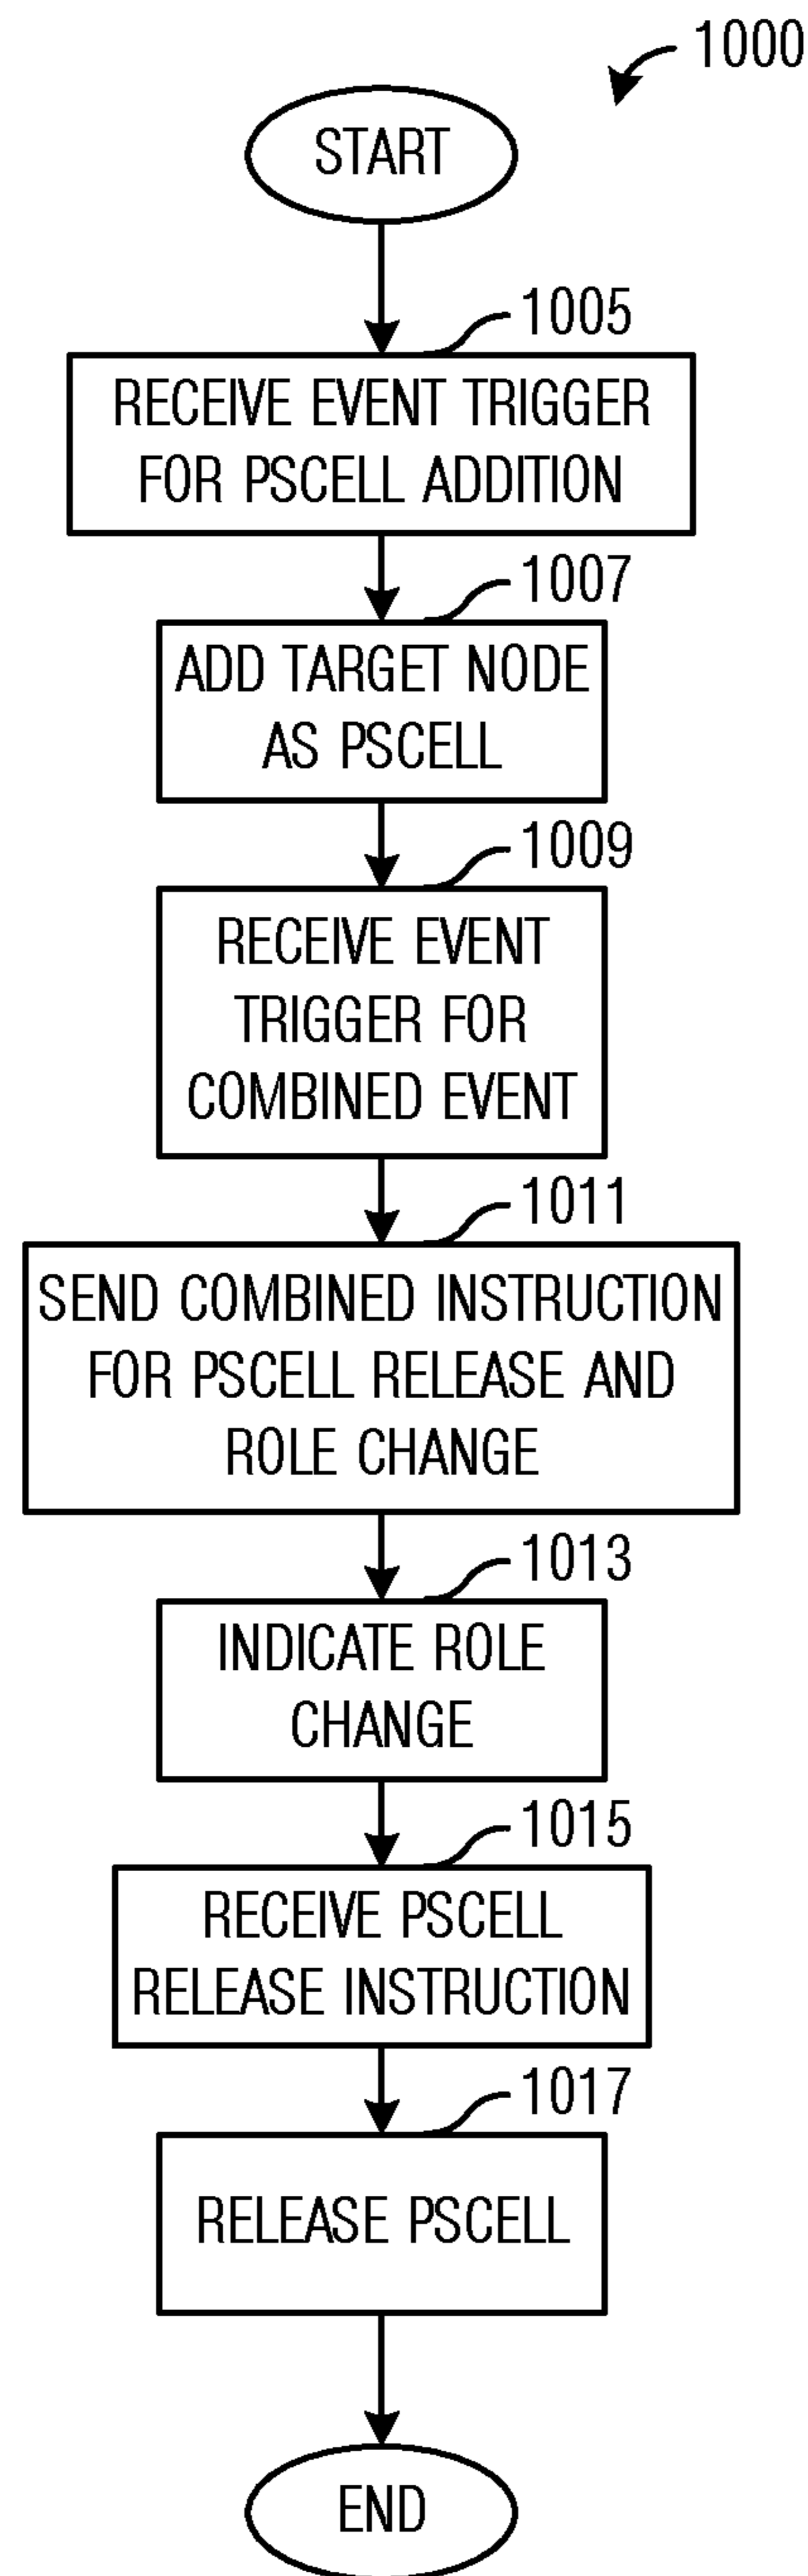 1000
START
1005
RECEIVE EVENT TRIGGER
FOR PSCELL ADDITION
1007
ADD TARGET NODE
AS PSCELL
1009
RECEIVE EVENT
TRIGGER FOR
COMBINED EVENT
1011
SEND COMBINED INSTRUCTION
FOR PSCELL RELEASE AND
ROLE CHANGE
1013
INDICATE ROLE
CHANGE
1015
RECEIVE PSCELL
RELEASE INSTRUCTION
1017
RELEASE PSCELL
END